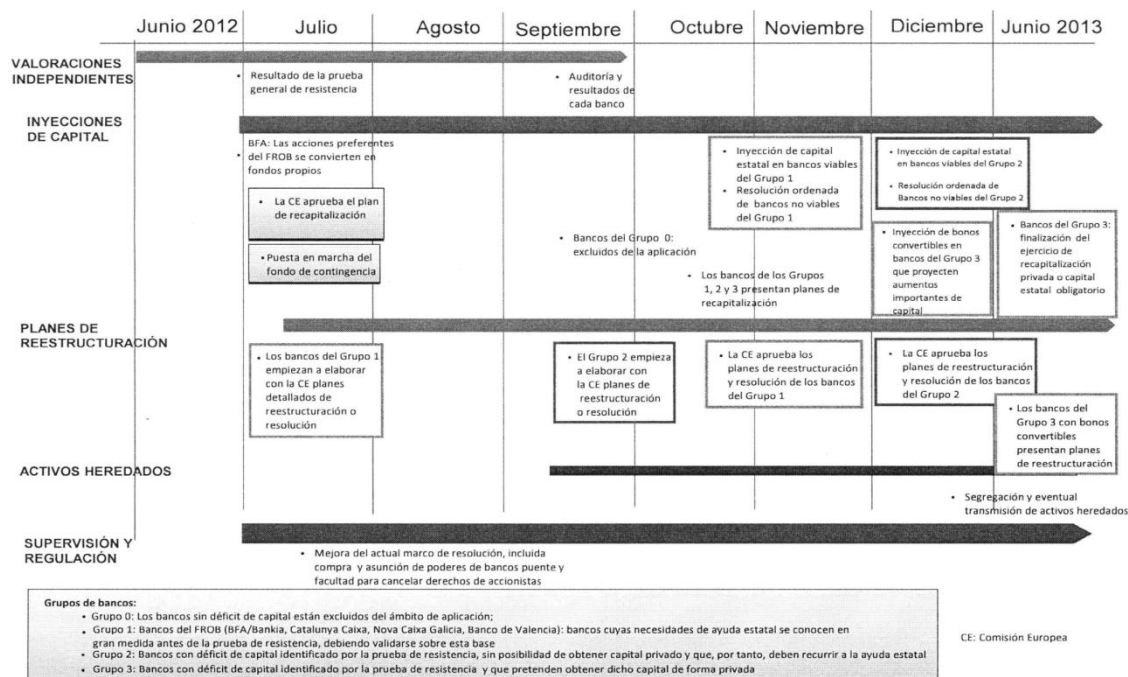 Junio 2012 Julio Agosto Septiembre Octubre Noviembre Diciembre Junio 2013
VALORACIONES
INDEPENDIENTES
• Resultado de la prueba
general de resistencia
• Auditoría y
resultados de
cada banco
INYECCIONES
DE CAPITAL
BFA: Las acciones preferentes
• del FROB se convierten en
fondos propios
• La CE aprueba el plan
de recapitalización
• Puesta en marcha del
fondo de contingencia
• Bancos del Grupo 0:
excluidos de la aplicación
• Los bancos de los Grupos
1, 2 y 3 presentan planes de
recapitalización
• Inyección de capital
estatal en bancos viables
del Grupo 1
• Resolución ordenada
de bancos no viables
del Grupo 1
• Inyección de capital estatal
en bancos viables del Grupo 2
• Resolución ordenada de
Bancos no viables del Grupo 2
• Inyección de bonos
convertibles en
bancos del Grupo 3
que proyecten
aumentos
importantes de
capital
• Bancos del Grupo 3:
finalización del
ejercicio de
recapitalización
privada o capital
estatal obligatorio
PLANES DE
REESTRUCTURACIÓN
• Los bancos del Grupo 1
empiezan a elaborar
con la CE planes
detallados de
reestructuración o
resolución
• El Grupo 2 empieza
a elaborar con
la CE planes de
reestructuración
o resolución
• La CE aprueba los
planes de reestructuración
y resolución de los bancos
del Grupo 1
• La CE aprueba los
planes de reestructuración
y resolución de los bancos
del Grupo 2
• Los bancos del
Grupo 3 con bonos
convertibles
presentan planes
de reestructuración
ACTIVOS HEREDADOS
• Segregación y eventual
transmisión de activos heredados
SUPERVISIÓN Y
REGULACIÓN
• Mejora del actual marco de resolución, incluida
compra y asunción de poderes de bancos puente y
facultad para cancelar derechos de accionistas
Grupos de bancos:
• Grupo 0: Los bancos sin déficit de capital están excluidos del ámbito de aplicación;
• Grupo 1: Bancos del FROB (BFA/Bankia, Catalunya Caixa, Nova Caixa Galicia, Banco de Valencia): bancos cuyas necesidades de ayuda estatal se conocen en
gran medida antes de la prueba de resistencia, debiendo validarse sobre esta base
• Grupo 2: Bancos con déficit de capital identificado por la prueba de resistencia, sin posibilidad de obtener capital privado y que, por tanto, deben recurrir a la ayuda estatal
• Grupo 3: Bancos con déficit de capital identificado por la prueba de resistencia y que pretenden obtener dicho capital de forma privada
CE: Comisión Europea